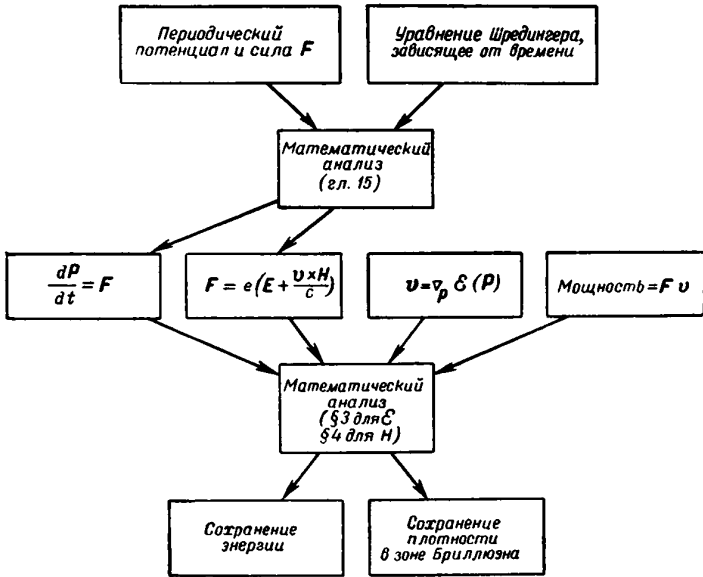 Периодический
потенциал и сила F
Уравнение Шредингера,
зависящее от времени
Математический
анализ
(гл. 15)
dP/dt = F
F = e(E + υ×H/c)
υ=∇p ℰ(P)
Мощность=F υ
Математический
анализ
(§3 для ℰ
§4 для H)
Сохранение
энергии
Сохранение
плотности
в зоне Бриллюэна